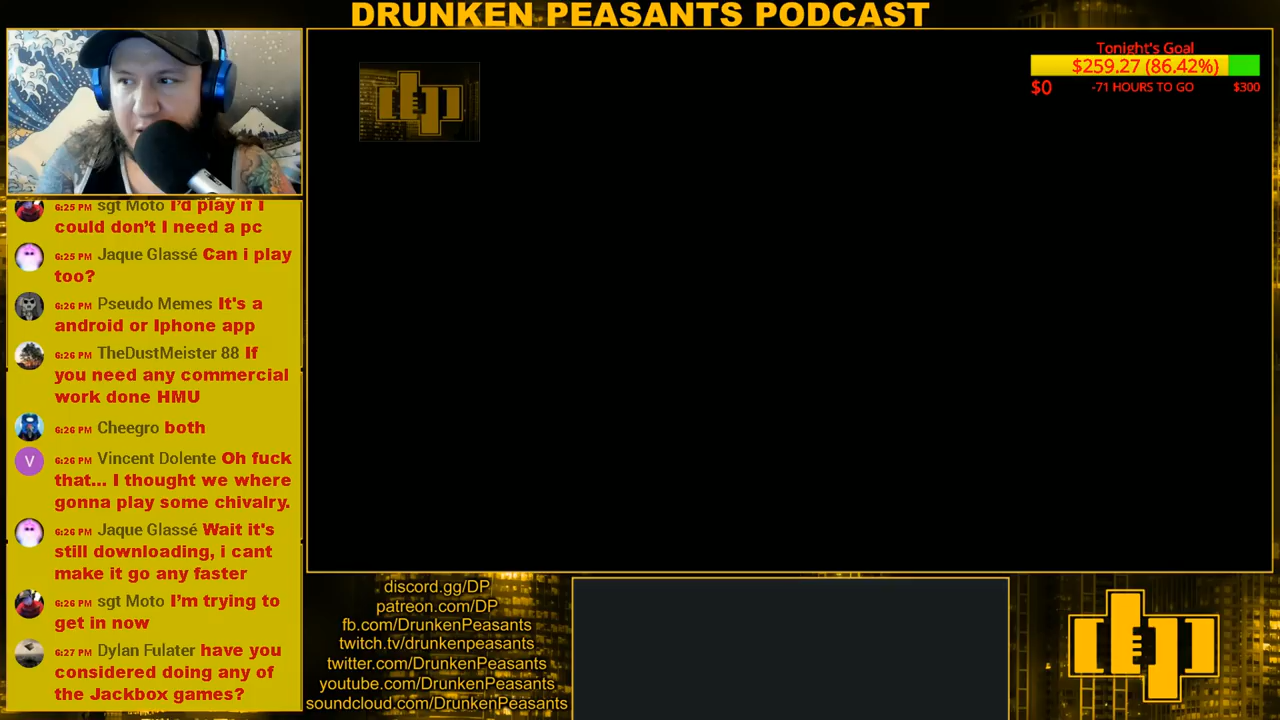 DRUNKEN PEASANTS PODCAST
Tonight's Goal
$259.27 (86.42%)
$0 -71 HOURS TO GO $300
6:25 PM sgt Moto I'd play if I
could don't I need a pc
6:25 PM Jaque Glassé Can i play
too?
6:26 PM Pseudo Memes It's a
android or Iphone app
6:26 PM TheDustMeister 88 If
you need any commercial
work done HMU
6:26 PM Cheegro both
V
6:26 PM Vincent Dolente Oh fuck
that... I thought we where
gonna play some chivalry.
6:26 PM Jaque Glassé Wait it's
still downloading, i cant
make it go any faster
6:26 PM sgt Moto I'm trying to
get in now
6:27 PM Dylan Fulater have you
considered doing any of
the Jackbox games?
discord.gg/DP
patreon.com/DP
fb.com/DrunkenPeasants
twitch.tv/drunkenpeasants
twitter.com/DrunkenPeasants
youtube.com/DrunkenPeasants
soundcloud.com/DrunkenPeasants